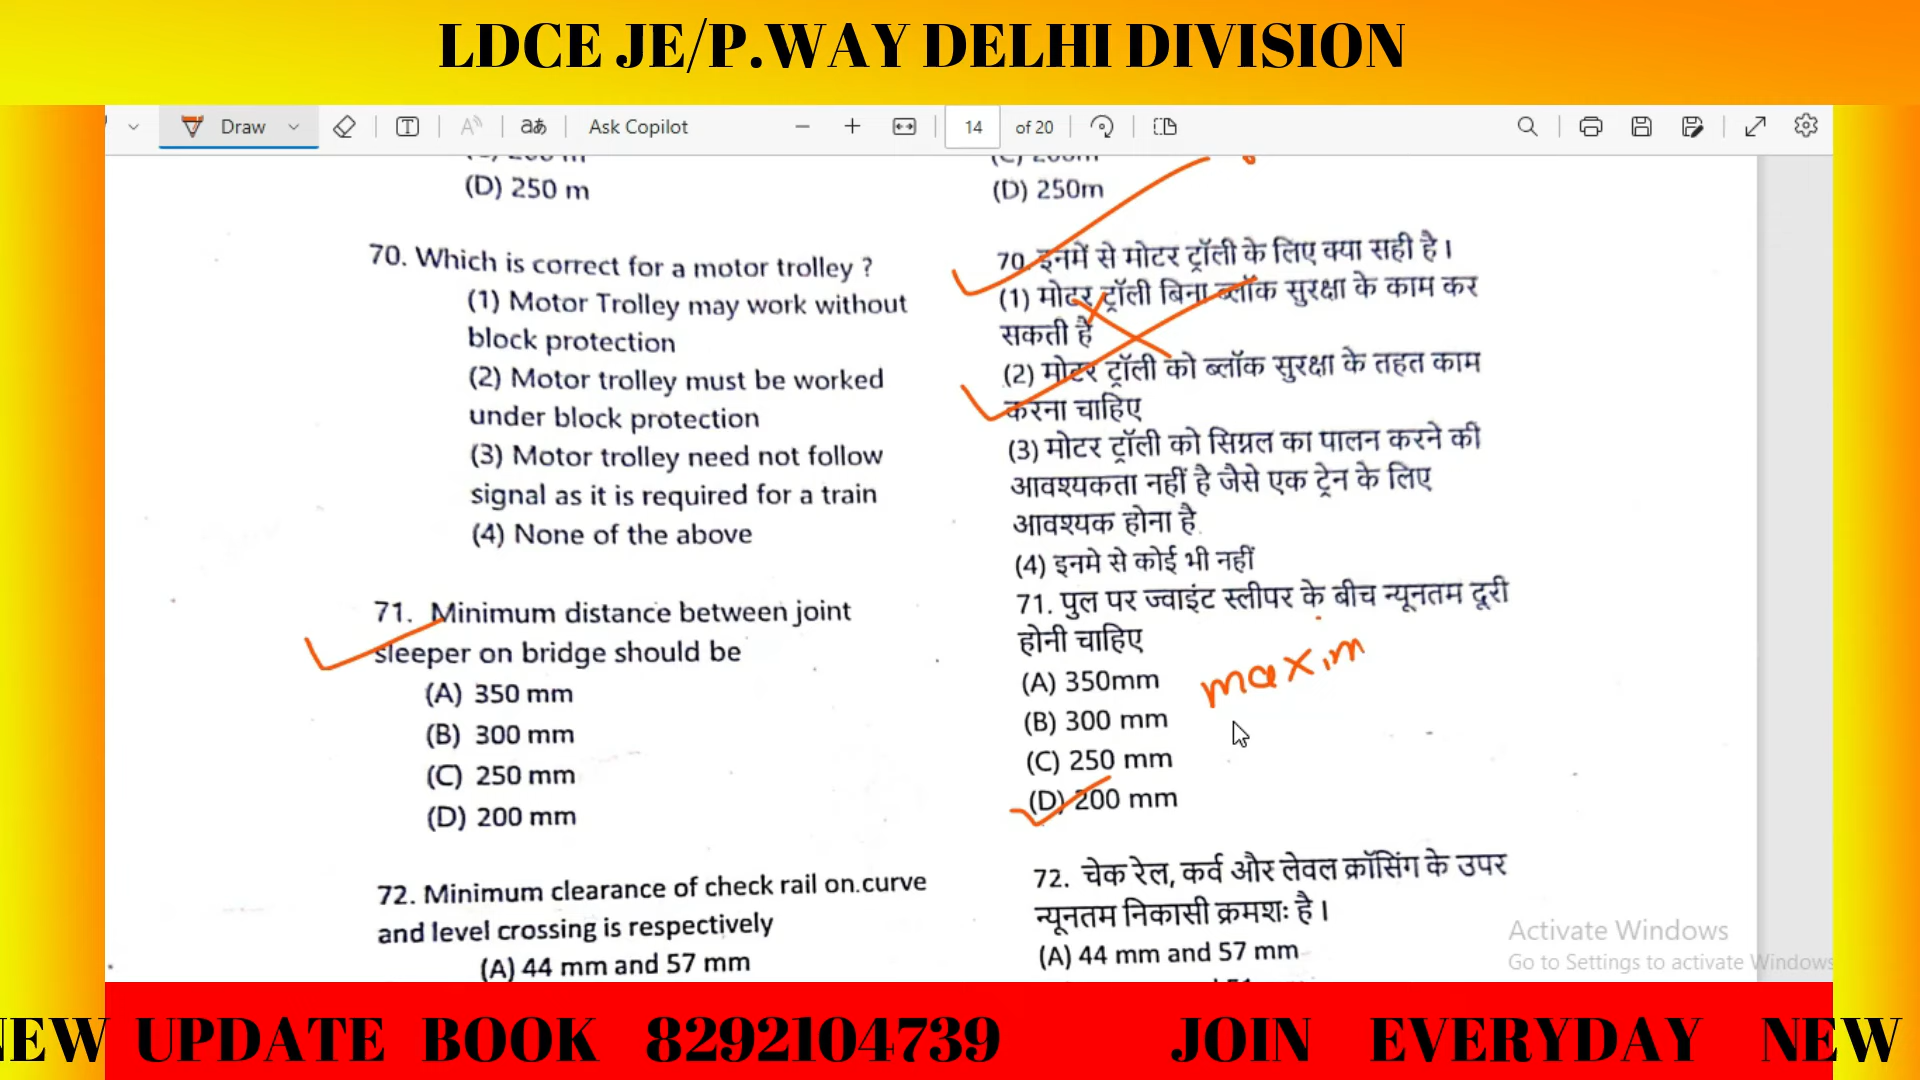 LDCE JE/P.WAY DELHI DIVISION
Draw
Ask Copilot
14 of 20
(D) 250 m
70. Which is correct for a motor trolley ?
(1) Motor Trolley may work without
block protection
(2) Motor trolley must be worked
under block protection
(3) Motor trolley need not follow
signal as it is required for a train
(4) None of the above
71. Minimum distance between joint
sleeper on bridge should be
(A) 350 mm
(B) 300 mm
(C) 250 mm
(D) 200 mm
72. Minimum clearance of check rail on curve
and level crossing is respectively
(A) 44 mm and 57 mm
(D) 250m
70. इनमें से मोटर ट्रॉली के लिए क्या सही है।
(1) मोटर ट्रॉली बिना ब्लॉक सुरक्षा के काम कर
सकती है
(2) मोटर ट्रॉली को ब्लॉक सुरक्षा के तहत काम
करना चाहिए
(3) मोटर ट्रॉली को सिग्नल का पालन करने की
आवश्यकता नहीं है जैसे एक ट्रेन के लिए
आवश्यक होना है.
(4) इनमे से कोई भी नहीं
71. पुल पर ज्वाइंट स्लीपर के बीच न्यूनतम दूरी
होनी चाहिए
(A) 350mm
maxim
(B) 300 mm
(C) 250 mm
(D) 200 mm
72. चेक रेल, कर्व और लेवल क्रॉसिंग के उपर
न्यूनतम निकासी क्रमशः है।
(A) 44 mm and 57 mm
Activate Windows
Go to Settings to activate Windows
NEW UPDATE BOOK 8292104739 JOIN EVERYDAY NEW